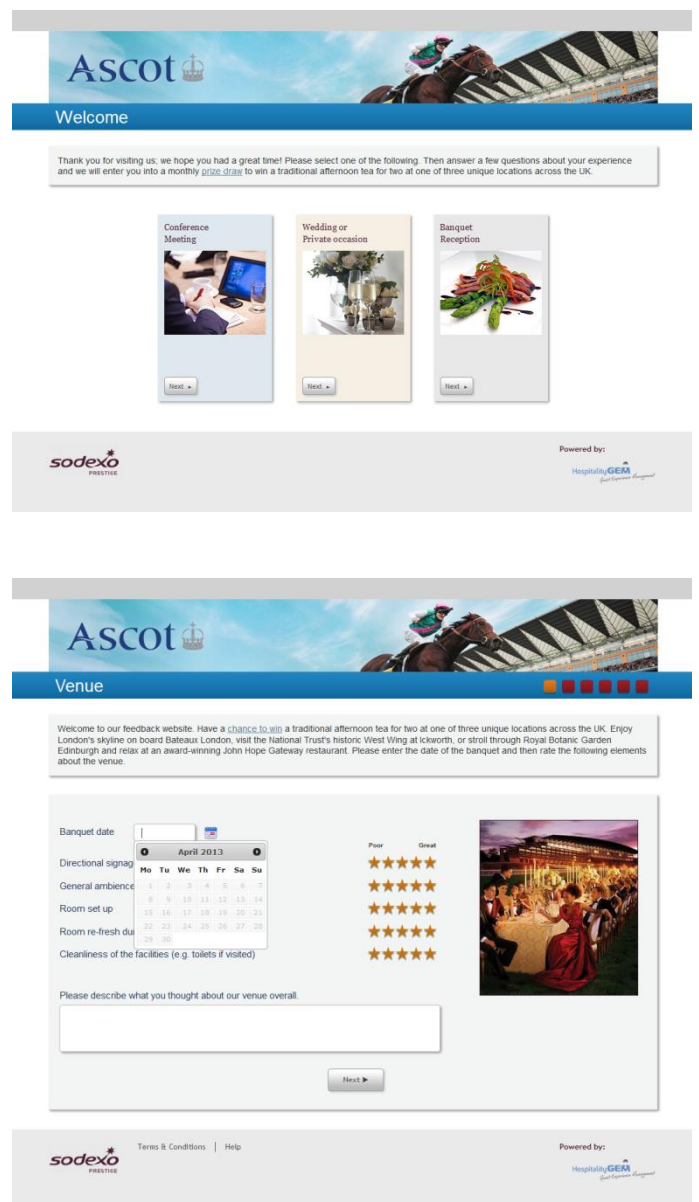 Ascot
Welcome
Thank you for visiting us; we hope you had a great time! Please select one of the following. Then answer a few questions about your experience
and we will enter you into a monthly prize draw to win a traditional afternoon tea for two at one of three unique locations across the UK.
Conference
Meeting
Wedding or
Private occasion
Banquet
Reception
Next
Next
Next
sodexo
PRESTIGE
Powered by:
HospitalityGEM
Guest Experience Management
Ascot
Venue
Welcome to our feedback website. Have a chance to win a traditional afternoon tea for two at one of three unique locations across the UK. Enjoy
London's skyline on board Bateaux London, visit the National Trust's historic West Wing at Ickworth, or stroll through Royal Botanic Garden
Edinburgh and relax at an award-winning John Hope Gateway restaurant. Please enter the date of the banquet and then rate the following elements
about the venue.
Banquet date
April 2013
Mo Tu We Th Fr Sa Su
1 2 3 4 5 6 7
8 9 10 11 12 13 14
15 16 17 18 19 20 21
22 23 24 25 26 27 28
29 30
Poor Great
Directional signag
General ambience
Room set up
Room re-fresh du
Cleanliness of the facilities (e.g. toilets if visited)
Please describe what you thought about our venue overall.
Next
sodexo
PRESTIGE
Terms & Conditions | Help
Powered by:
HospitalityGEM
Guest Experience Management